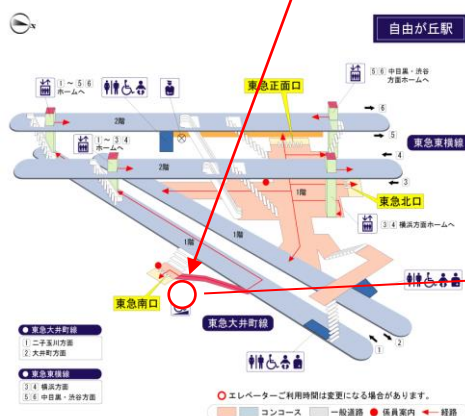 自由が丘駅
①～⑤⑥
ホームへ
⑤⑥中目黒・渋谷
方面ホームへ
東急正面口
2階
⑥
⑤
①～③④
ホームへ
東急東横線
④
2階
③
1階
東急北口
③④横浜方面ホームへ
1階
1階
東急南口
東急大井町線
②
①
●東急大井町線
①二子玉川方面
②大井町方面
●東急東横線
③④横浜方面
⑤⑥中目黒・渋谷方面
エレベーターご利用時間は変更になる場合があります。
コンコース 一般道路 係員案内 経路